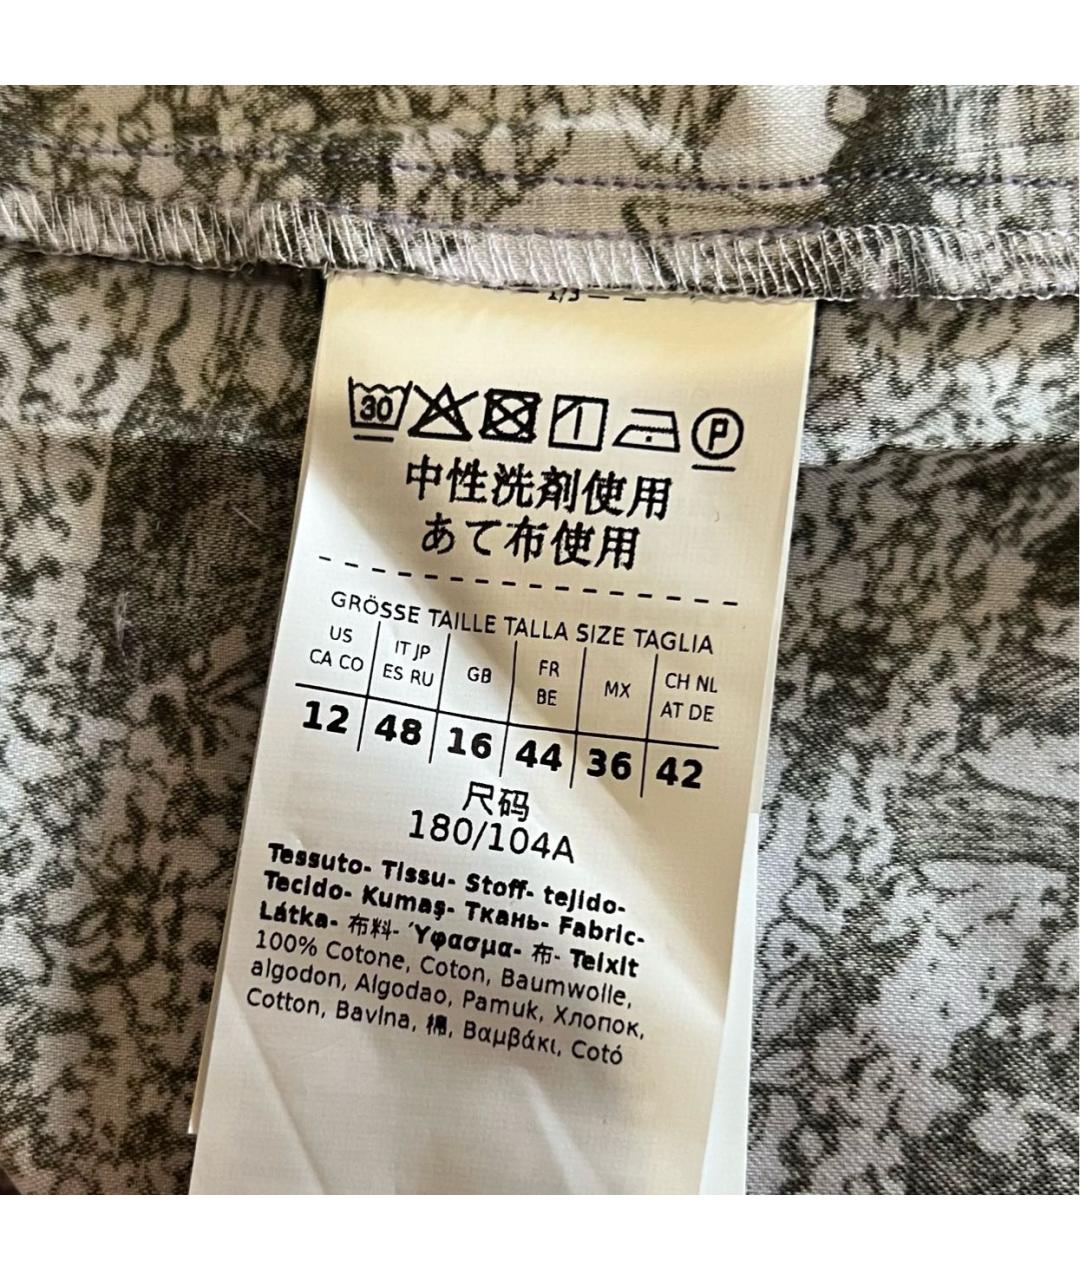 30 P
中性洗剤使用
あて布使用
GRÖSSE TAILLE TALLA SIZE TAGLIA
US CA CO
IT JP ES RU
GB
FR BE
MX
CH NL AT DE
12 48 16 44 36 42
尺码
180/104A
Tessuto- Tissu- Stoff- tejido-
Tecido- Kumaş- Ткань- Fabric-
Látka- 布料- Ύφασμα- 布- Teixit
100% Cotone, Coton, Baumwolle,
algodon, Algodao, Pamuk, Хлопок,
Cotton, Bavlna, 棉, Βαμβάκι, Cotó